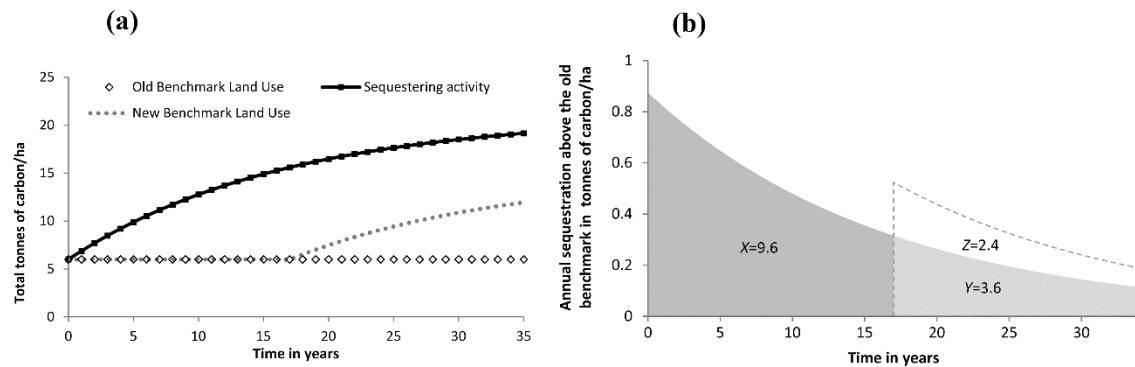 (a)
25
20
15
10
5
0
Total tonnes of carbon/ha
Old Benchmark Land Use
Sequestering activity
New Benchmark Land Use
0 5 10 15 20 25 30 35
Time in years
(b)
1
0.8
0.6
0.4
0.2
0
Annual sequestration above the old
benchmark in tonnes of carbon/ha
X=9.6
Z=2.4
Y=3.6
0 5 10 15 20 25 30
Time in years